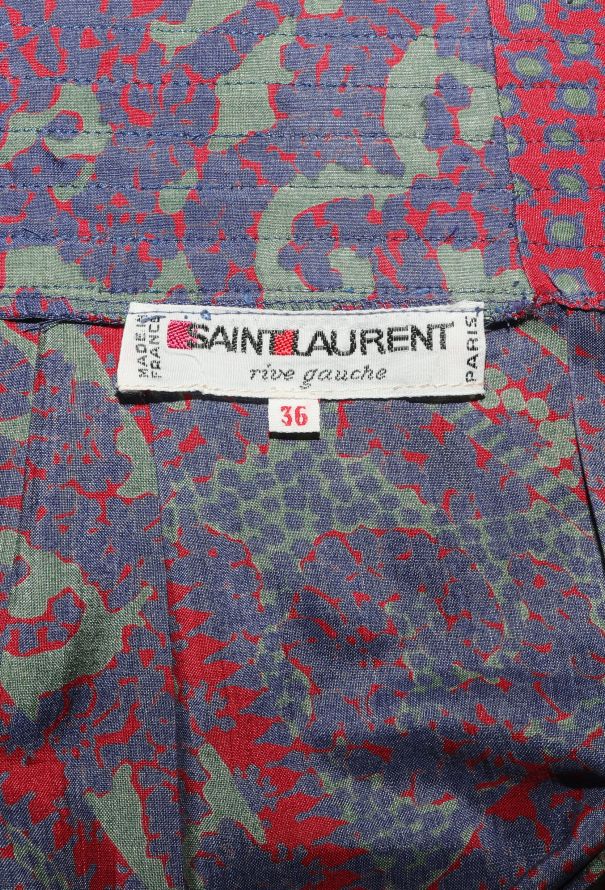 MADE IN
FRANCE
SAINT LAURENT
rive gauche
PARIS
36